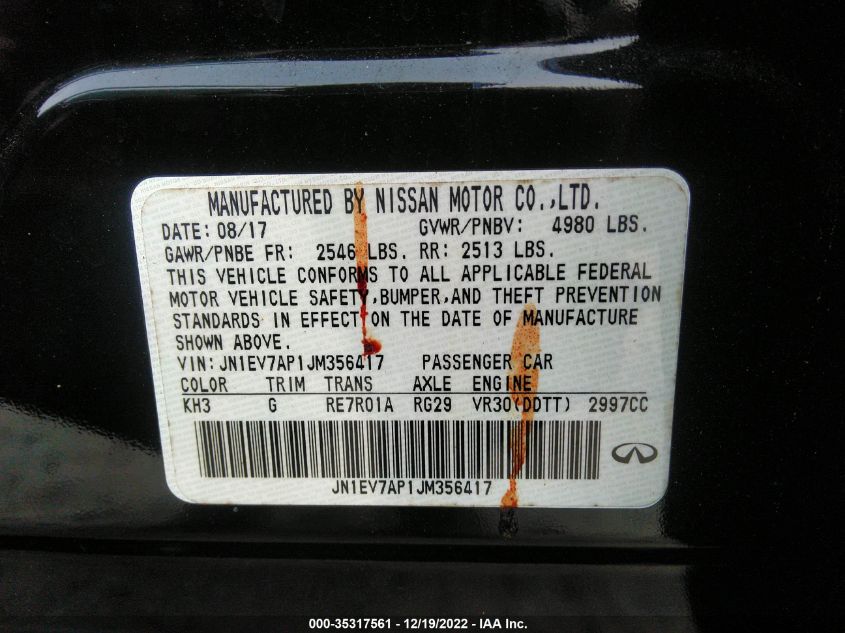 MANUFACTURED BY NISSAN MOTOR CO.,LTD.
DATE: 08/17 GVWR/PNBV: 4980 LBS.
GAWR/PNBE FR: 2546 LBS. RR: 2513 LBS.
THIS VEHICLE CONFORMS TO ALL APPLICABLE FEDERAL
MOTOR VEHICLE SAFETY,BUMPER,AND THEFT PREVENTION
STANDARDS IN EFFECT ON THE DATE OF MANUFACTURE
SHOWN ABOVE.
VIN:JN1EV7AP1JM356417 PASSENGER CAR
COLOR TRIM TRANS AXLE ENGINE
KH3 G RE7R01A RG29 VR30(DDTT) 2997CC
JN1EV7AP1JM356417
000-35317561 - 12/19/2022 - IAA Inc.